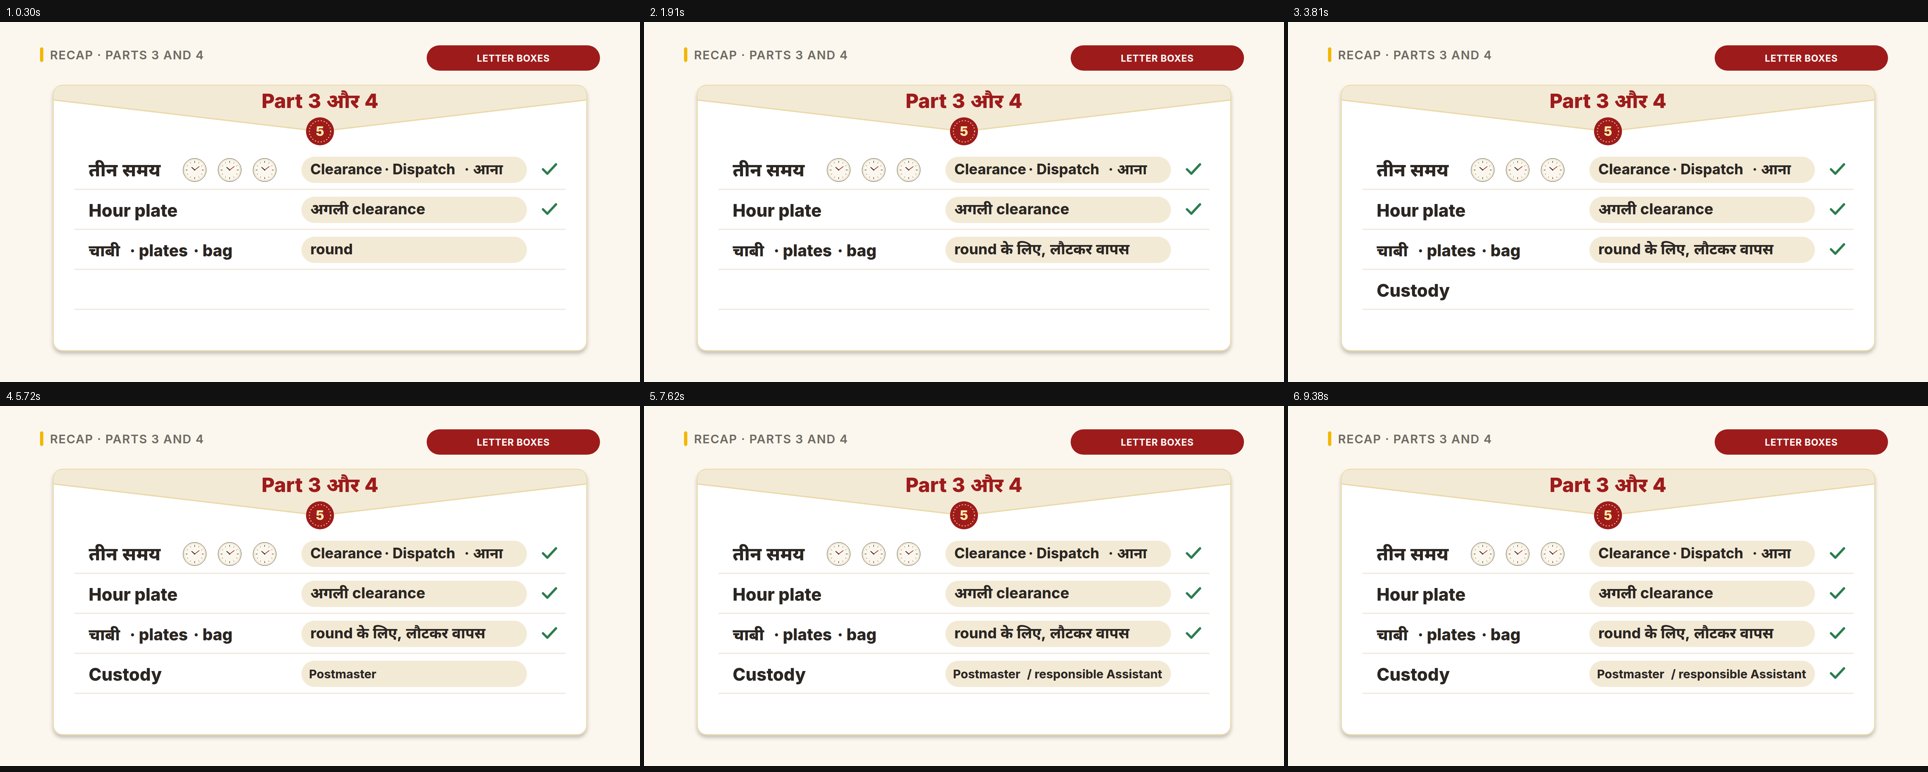 1. 0.30s
RECAP · PARTS 3 AND 4
LETTER BOXES
Part 3 और 4
5
तीन समय Clearance · Dispatch · आना
Hour plate अगली clearance
चाबी · plates · bag round
2. 1.91s
RECAP · PARTS 3 AND 4
LETTER BOXES
Part 3 और 4
5
तीन समय Clearance · Dispatch · आना
Hour plate अगली clearance
चाबी · plates · bag round के लिए, लौटकर वापस
3. 3.81s
RECAP · PARTS 3 AND 4
LETTER BOXES
Part 3 और 4
5
तीन समय Clearance · Dispatch · आना
Hour plate अगली clearance
चाबी · plates · bag round के लिए, लौटकर वापस
Custody
4. 5.72s
RECAP · PARTS 3 AND 4
LETTER BOXES
Part 3 और 4
5
तीन समय Clearance · Dispatch · आना
Hour plate अगली clearance
चाबी · plates · bag round के लिए, लौटकर वापस
Custody Postmaster
5. 7.62s
RECAP · PARTS 3 AND 4
LETTER BOXES
Part 3 और 4
5
तीन समय Clearance · Dispatch · आना
Hour plate अगली clearance
चाबी · plates · bag round के लिए, लौटकर वापस
Custody Postmaster / responsible Assistant
6. 9.38s
RECAP · PARTS 3 AND 4
LETTER BOXES
Part 3 और 4
5
तीन समय Clearance · Dispatch · आना
Hour plate अगली clearance
चाबी · plates · bag round के लिए, लौटकर वापस
Custody Postmaster / responsible Assistant